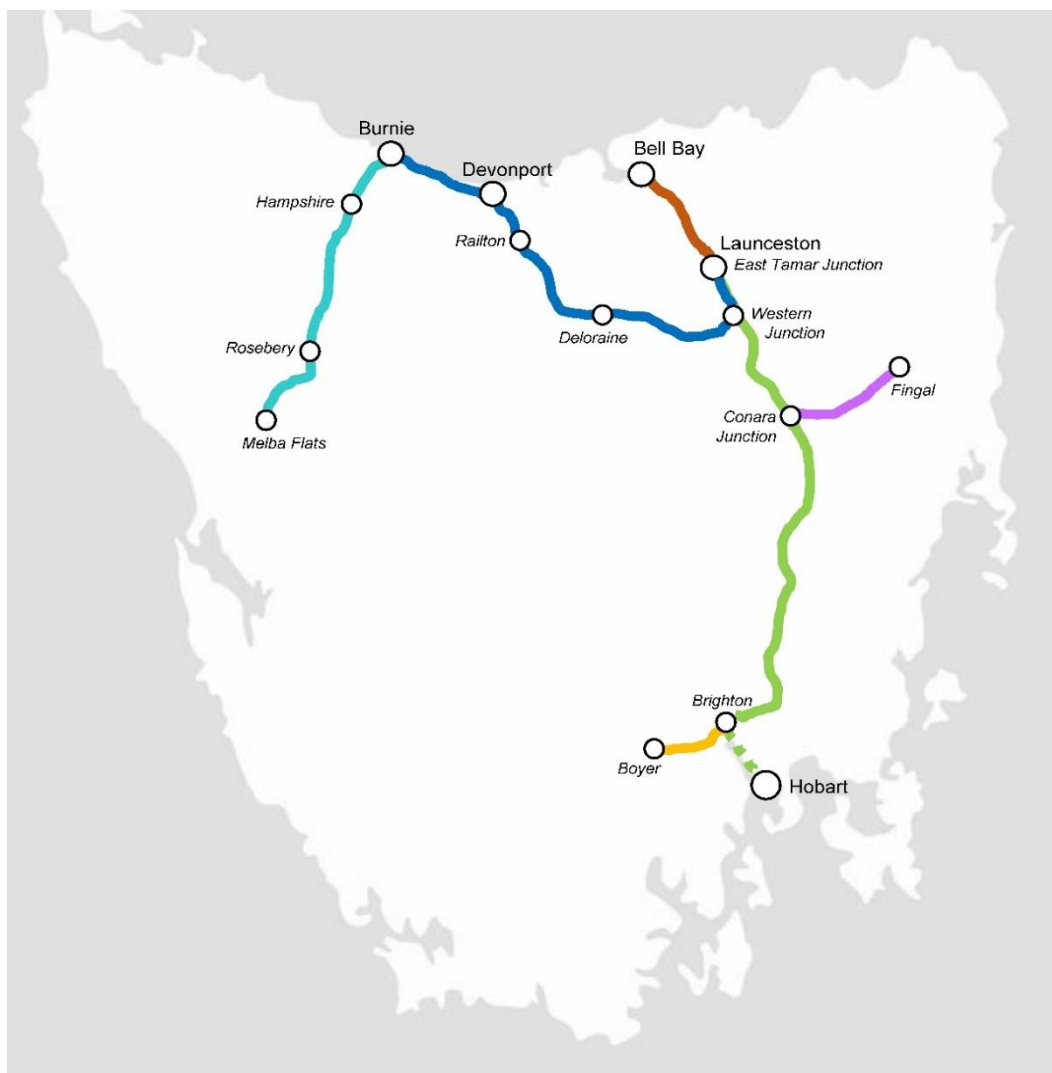 Burnie
Bell Bay
Devonport
Hampshire
Railton
Launceston
East Tamar Junction
Western
Junction
Deloraine
Rosebery
Fingal
Conara
Junction
Melba Flats
Brighton
Boyer
Hobart